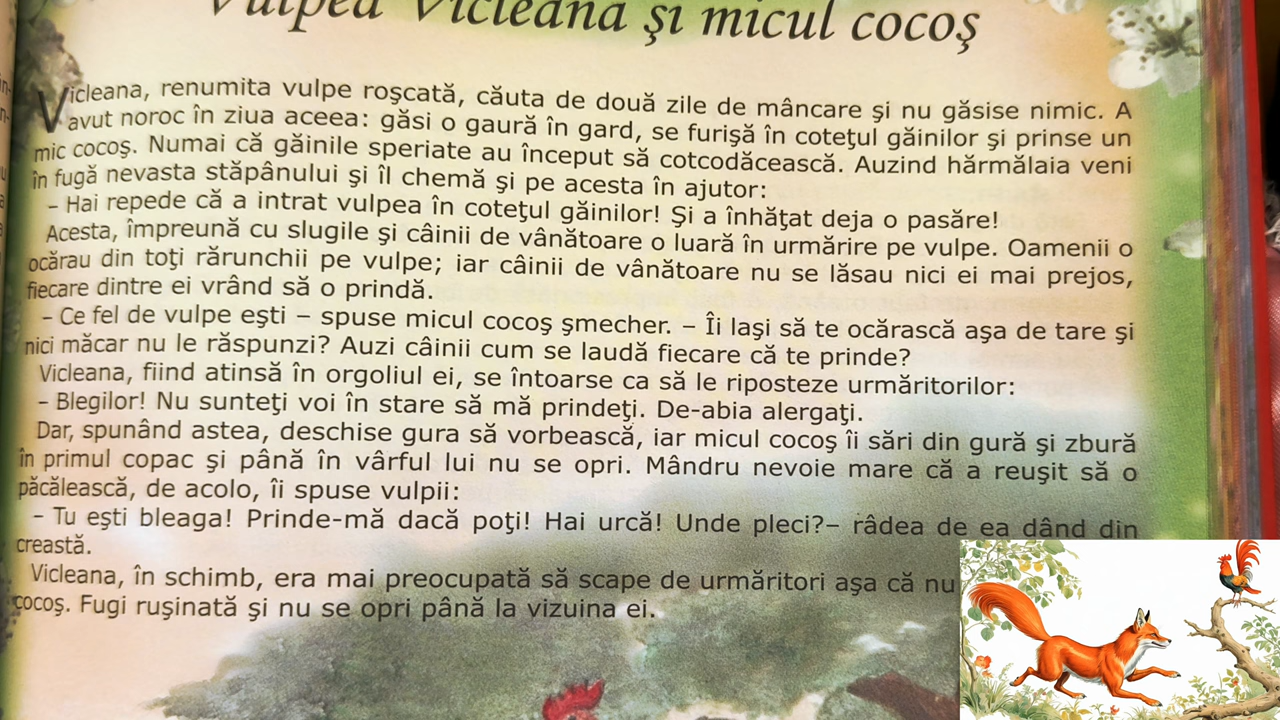 Vulpea Vicleana şi micul cocoş
Vicleana, renumita vulpe roşcată, căuta de două zile de mâncare şi nu găsise nimic. A
avut noroc în ziua aceea: găsi o gaură în gard, se furişă în coteţul găinilor şi prinse un
mic cocoş. Numai că găinile speriate au început să cotcodăcească. Auzind hărmălaia veni
în fugă nevasta stăpânului şi îl chemă şi pe acesta în ajutor:
– Hai repede că a intrat vulpea în coteţul găinilor! Şi a înhăţat deja o pasăre!
Acesta, împreună cu slugile şi câinii de vânătoare o luară în urmărire pe vulpe. Oamenii o
ocărau din toţi rărunchii pe vulpe; iar câinii de vânătoare nu se lăsau nici ei mai prejos,
fiecare dintre ei vrând să o prindă.
– Ce fel de vulpe eşti – spuse micul cocoş şmecher. – Îi laşi să te ocărască aşa de tare şi
nici măcar nu le răspunzi? Auzi câinii cum se laudă fiecare că te prinde?
Vicleana, fiind atinsă în orgoliul ei, se întoarse ca să le riposteze urmăritorilor:
– Blegilor! Nu sunteţi voi în stare să mă prindeţi. De-abia alergaţi.
Dar, spunând astea, deschise gura să vorbească, iar micul cocoş îi sări din gură şi zbură
în primul copac şi până în vârful lui nu se opri. Mândru nevoie mare că a reuşit să o
păcălească, de acolo, îi spuse vulpii:
– Tu eşti bleaga! Prinde-mă dacă poţi! Hai urcă! Unde pleci?– râdea de ea dând din
creastă.
Vicleana, în schimb, era mai preocupată să scape de urmăritori aşa că nu
cocoş. Fugi ruşinată şi nu se opri până la vizuina ei.